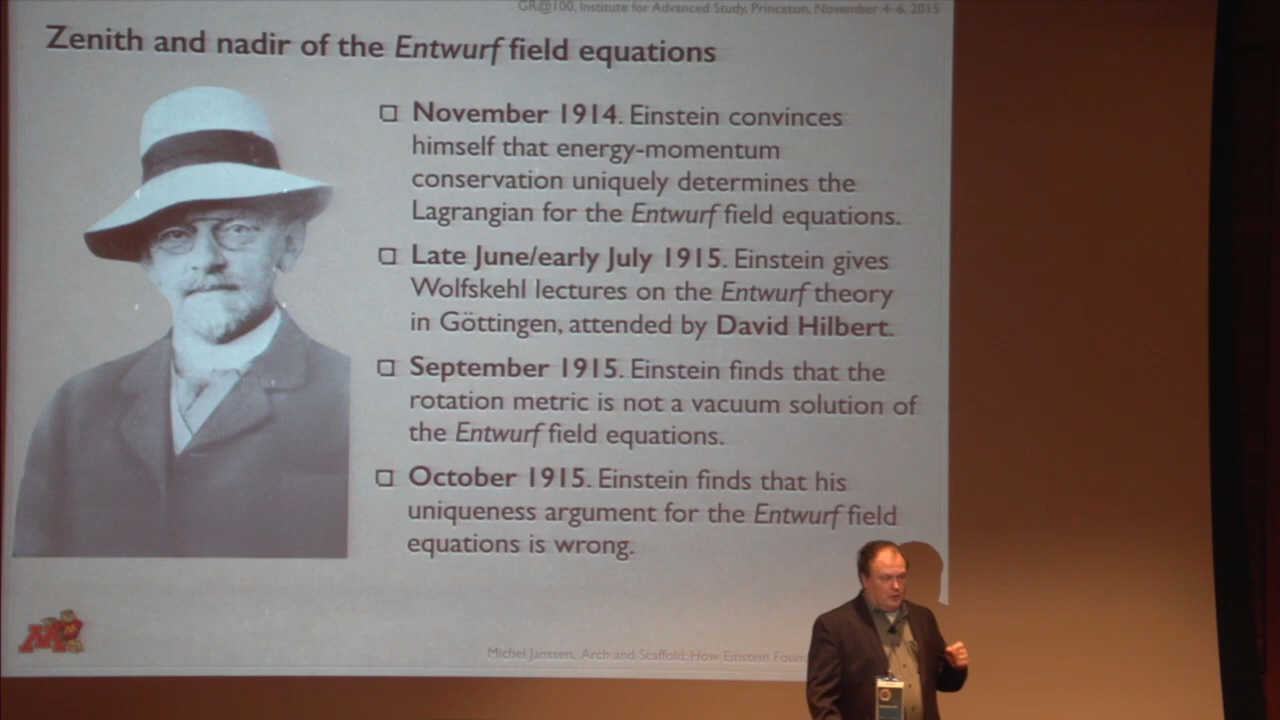 GR@100, Institute for Advanced Study, Princeton, November 4-6, 2015
Zenith and nadir of the Entwurf field equations
November 1914. Einstein convinces
himself that energy-momentum
conservation uniquely determines the
Lagrangian for the Entwurf field equations.
Late June/early July 1915. Einstein gives
Wolfskehl lectures on the Entwurf theory
in Göttingen, attended by David Hilbert.
September 1915. Einstein finds that the
rotation metric is not a vacuum solution of
the Entwurf field equations.
October 1915. Einstein finds that his
uniqueness argument for the Entwurf field
equations is wrong.
M
Michel Janssen, Arch and Scaffold: How Einstein